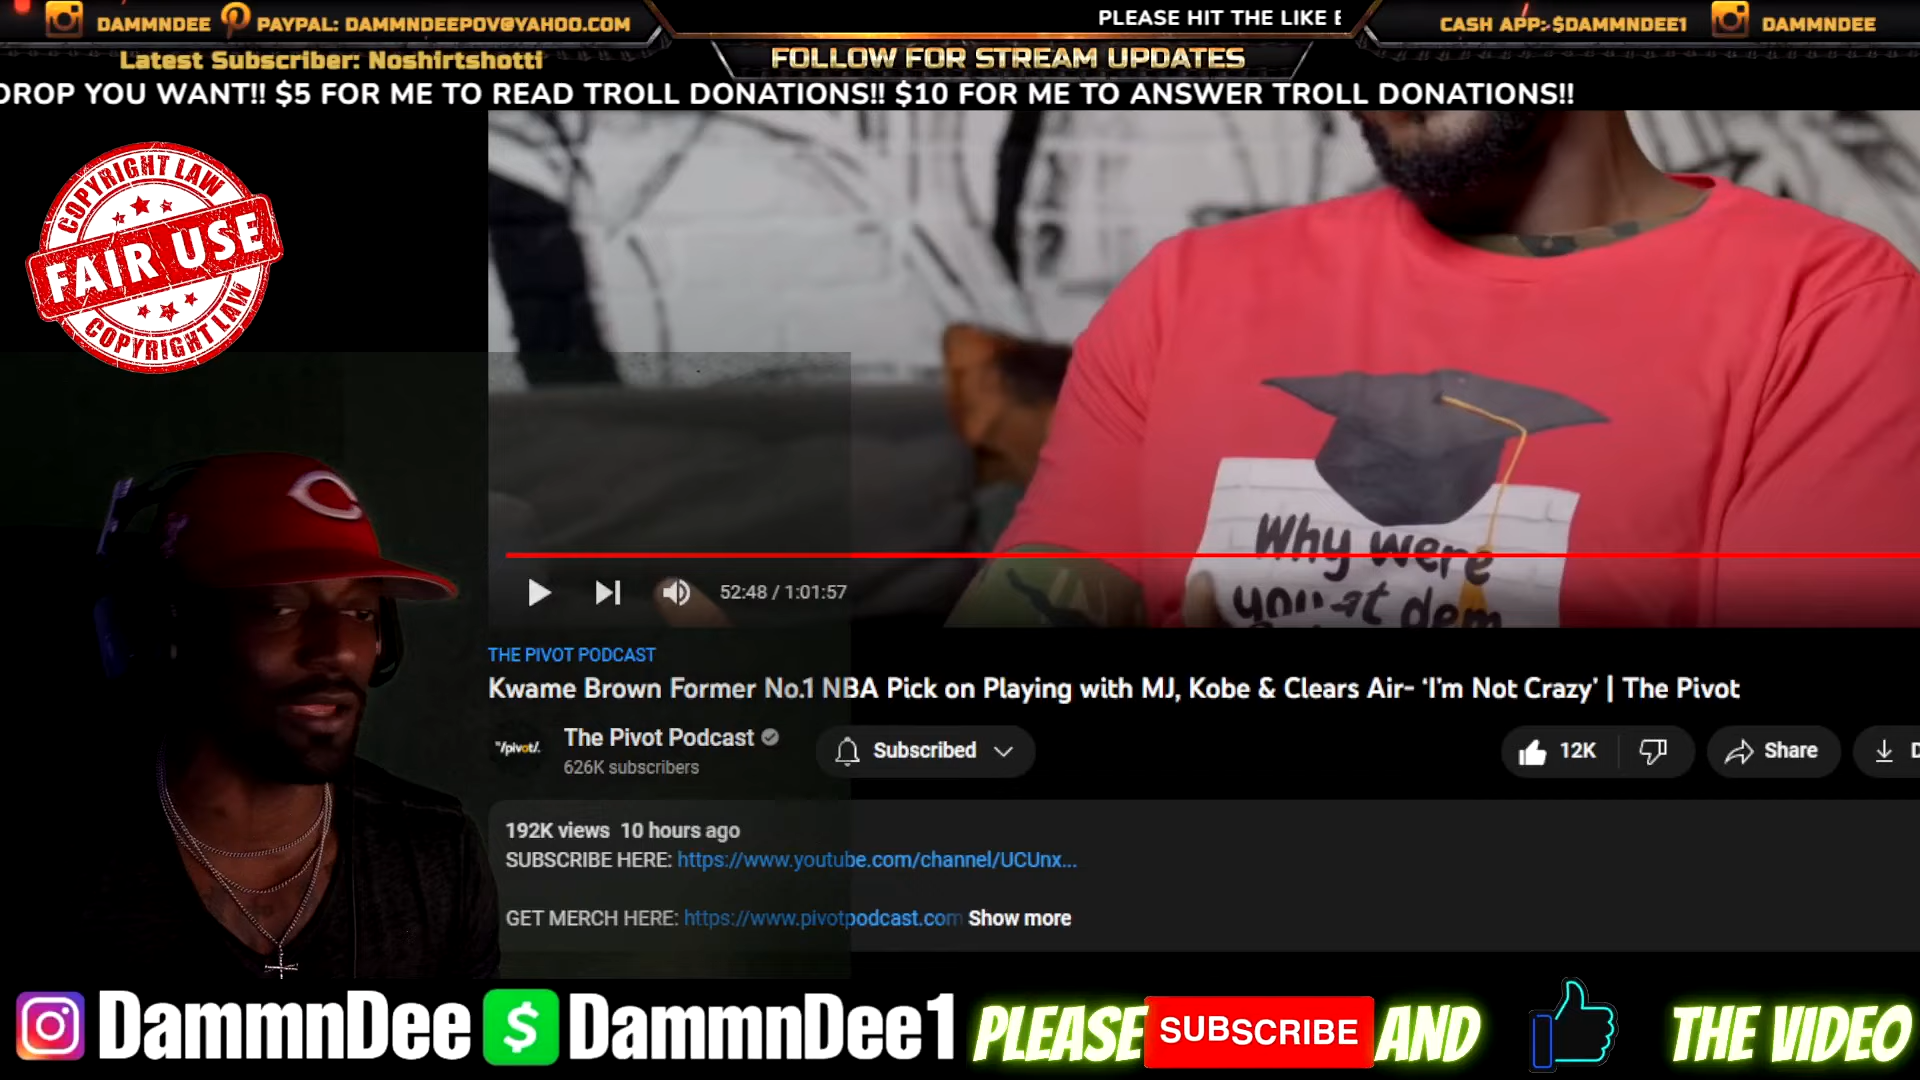 DAMMNDEE PAYPAL: DAMMNDEEPOV@YAHOO.COM
PLEASE HIT THE LIKE
CASH APP:-$DAMMNDEE1 DAMMNDEE
Latest Subscriber: Noshirtshotti
FOLLOW FOR STREAM UPDATES
DROP YOU WANT!! $5 FOR ME TO READ TROLL DONATIONS!! $10 FOR ME TO ANSWER TROLL DONATIONS!!
COPYRIGHT LAW
FAIR USE
COPYRIGHT LAW
Why were
you at dem
52:48 / 1:01:57
THE PIVOT PODCAST
Kwame Brown Former No.1 NBA Pick on Playing with MJ, Kobe & Clears Air- ‘I’m Not Crazy’ | The Pivot
"/pivot/.
The Pivot Podcast
626K subscribers
Subscribed
12K
Share
D
192K views 10 hours ago
SUBSCRIBE HERE: https://www.youtube.com/channel/UCUnx...
GET MERCH HERE: https://www.pivotpodcast.com Show more
DammnDee $ DammnDee1 PLEASE SUBSCRIBE AND THE VIDEO